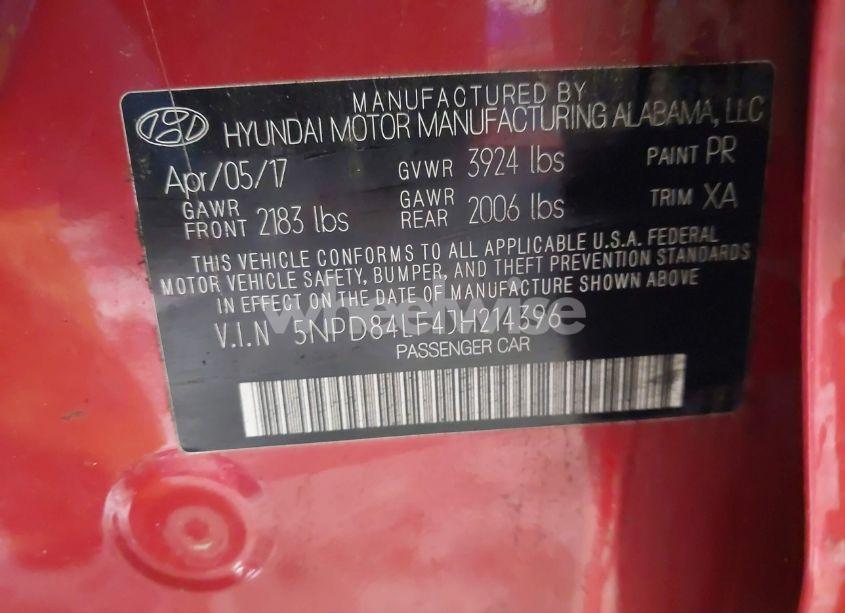 MANUFACTURED BY
HYUNDAI MOTOR MANUFACTURING ALABAMA, LLC
Apr/05/17 GVWR 3924 lbs PAINT PR
GAWR FRONT 2183 lbs GAWR REAR 2006 lbs TRIM XA
THIS VEHICLE CONFORMS TO ALL APPLICABLE U.S.A. FEDERAL
MOTOR VEHICLE SAFETY, BUMPER, AND THEFT PREVENTION STANDARDS
IN EFFECT ON THE DATE OF MANUFACTURE SHOWN ABOVE
V.I.N 5NPD84LF4JH214396
PASSENGER CAR
wheelwise